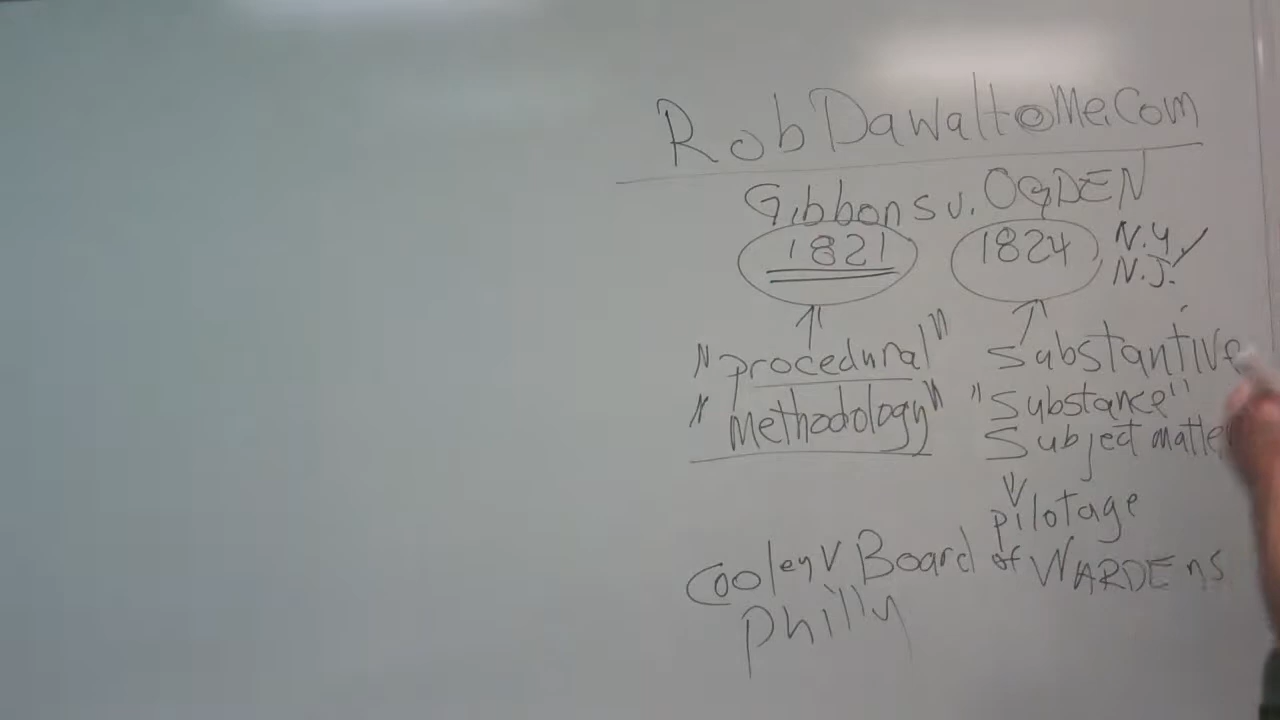 RobDawalt@Me.Com
Gibbons v. OGDEN
1821 1824 N.Y. N.J.
"procedural" Substantive
"methodology" "Substance"
Subject matter
pilotage
Cooley v Board of WARDENS
Philly